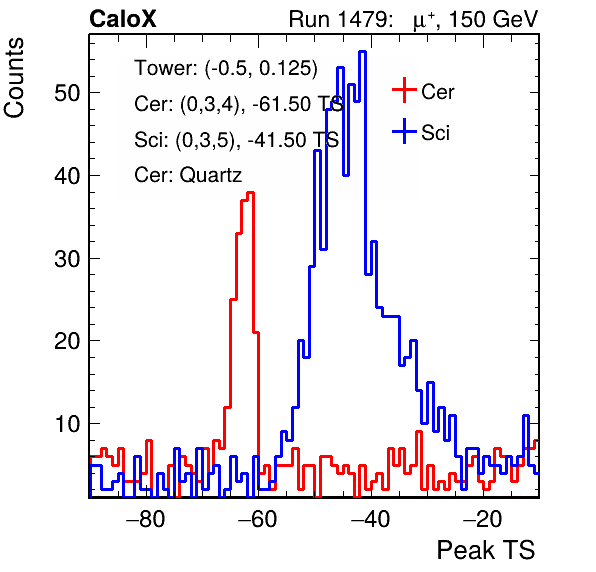 CaloX Run 1479: μ⁺, 150 GeV
Counts
Tower: (-0.5, 0.125)
Cer: (0,3,4), -61.50 TS
Sci: (0,3,5), -41.50 TS
Cer: Quartz
Cer
Sci
50
40
30
20
10
−80 −60 −40 −20
Peak TS